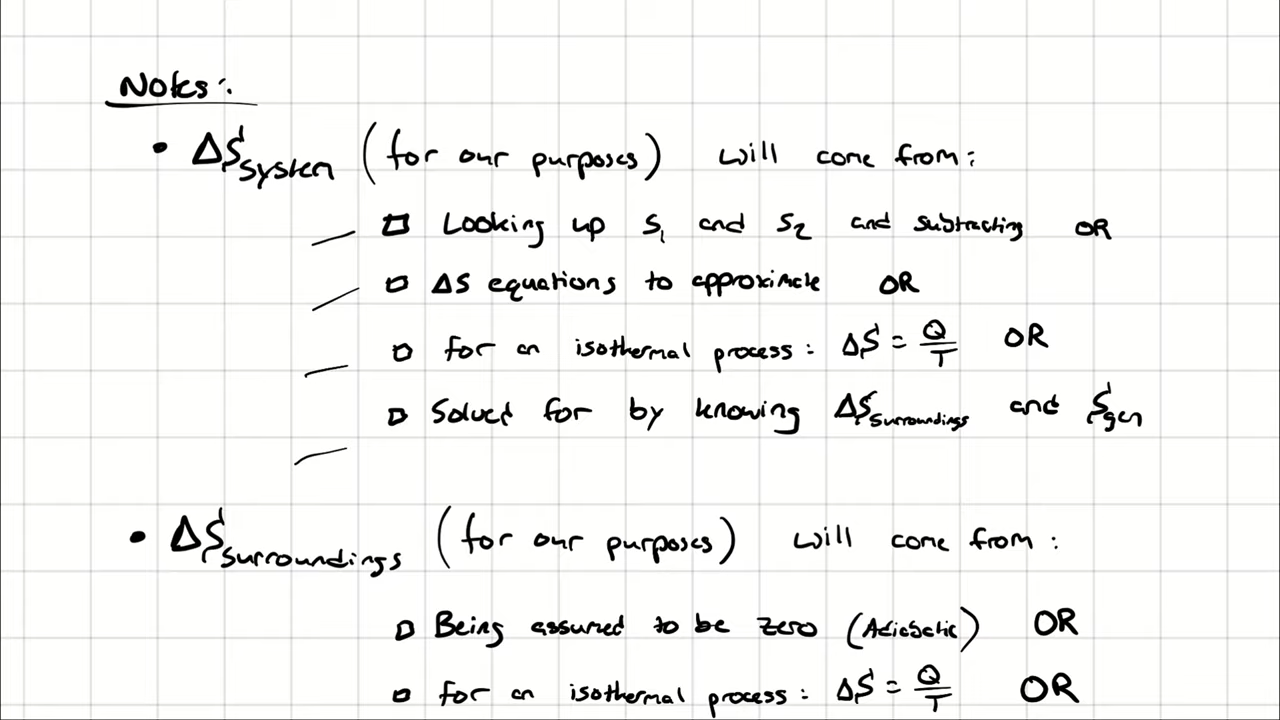 Notes:
• ΔS_system (for our purposes) will come from:
□ Looking up S₁ and S₂ and subtracting OR
□ ΔS equations to approximate OR
□ for an isothermal process: ΔS = Q/T OR
□ Solved for by knowing ΔS_surroundings and S_gen
• ΔS_surroundings (for our purposes) will come from:
□ Being assumed to be zero (Adiabatic) OR
□ for an isothermal process: ΔS = Q/T OR